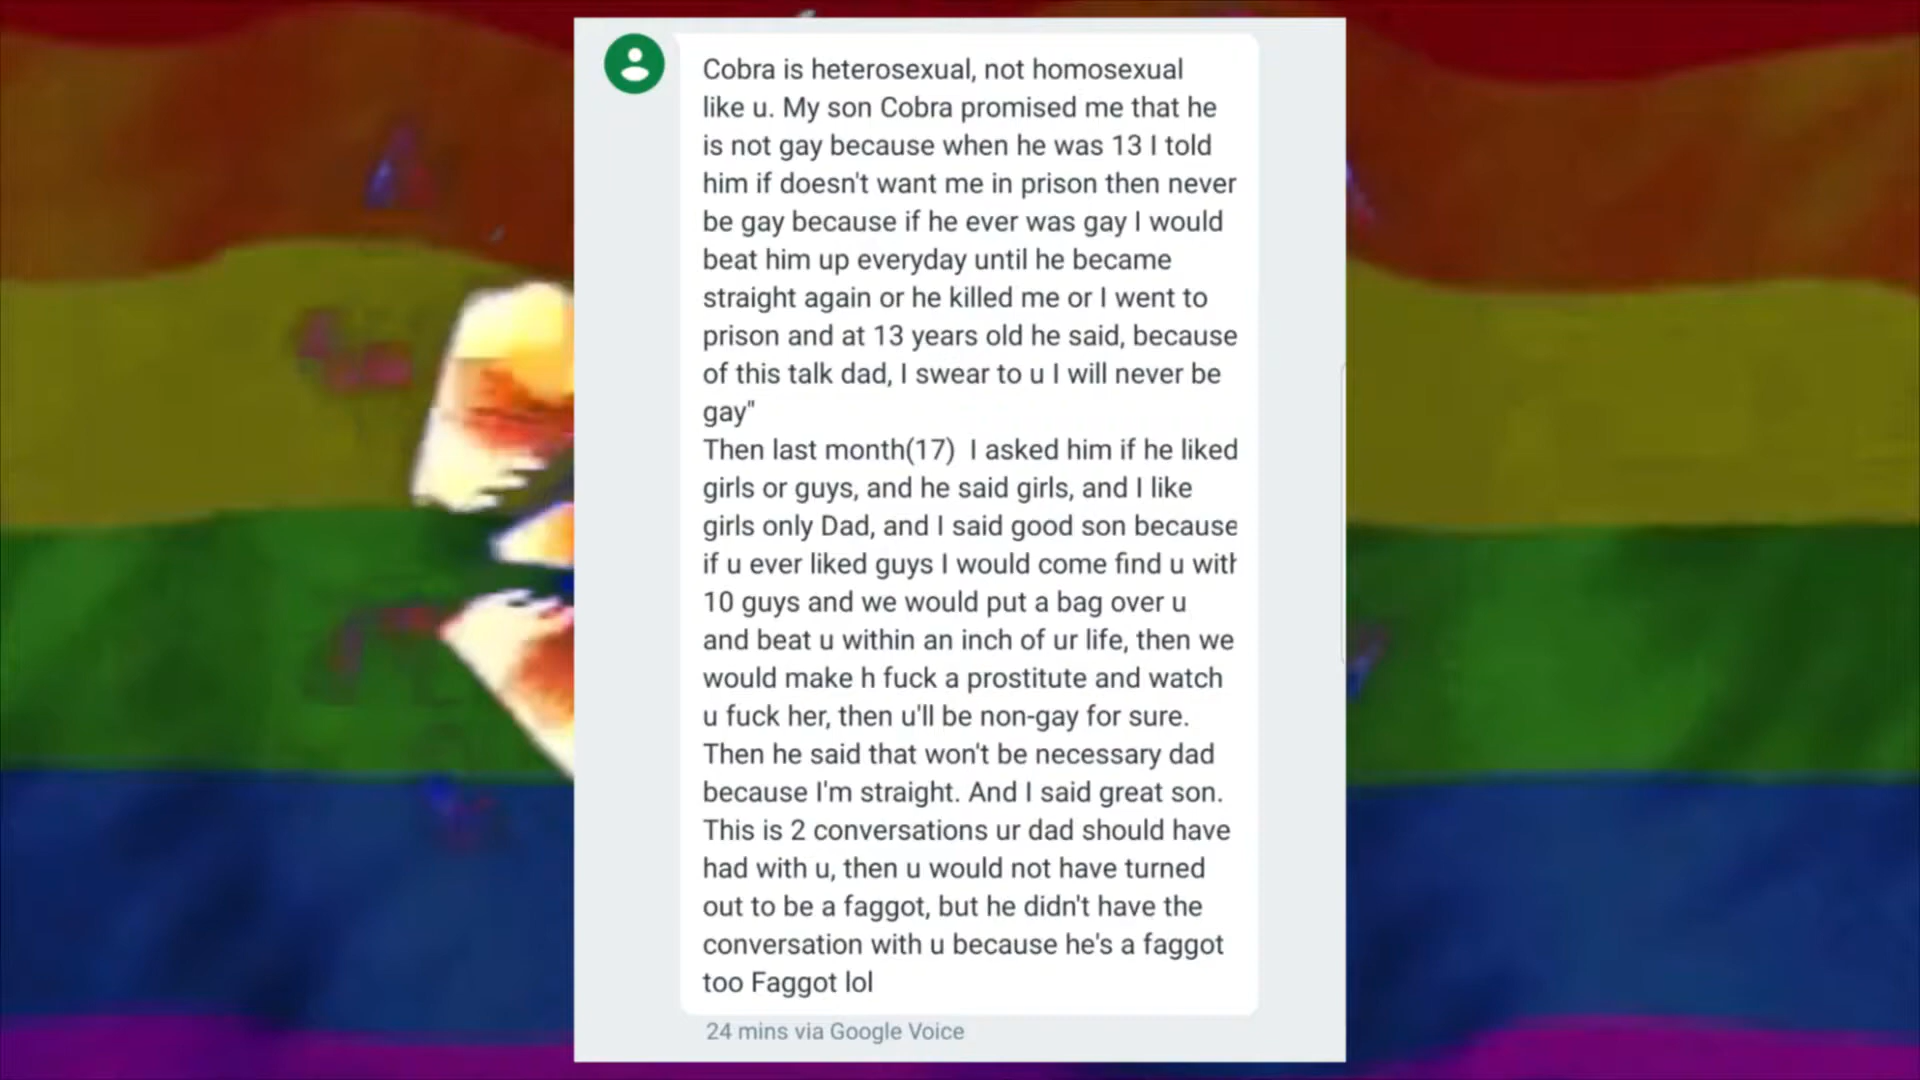 Cobra is heterosexual, not homosexual
like u. My son Cobra promised me that he
is not gay because when he was 13 I told
him if doesn't want me in prison then never
be gay because if he ever was gay I would
beat him up everyday until he became
straight again or he killed me or I went to
prison and at 13 years old he said, because
of this talk dad, I swear to u I will never be
gay"
Then last month(17)  I asked him if he liked
girls or guys, and he said girls, and I like
girls only Dad, and I said good son because
if u ever liked guys I would come find u with
10 guys and we would put a bag over u
and beat u within an inch of ur life, then we
would make h fuck a prostitute and watch
u fuck her, then u'll be non-gay for sure.
Then he said that won't be necessary dad
because I'm straight. And I said great son.
This is 2 conversations ur dad should have
had with u, then u would not have turned
out to be a faggot, but he didn't have the
conversation with u because he's a faggot
too Faggot lol
24 mins via Google Voice